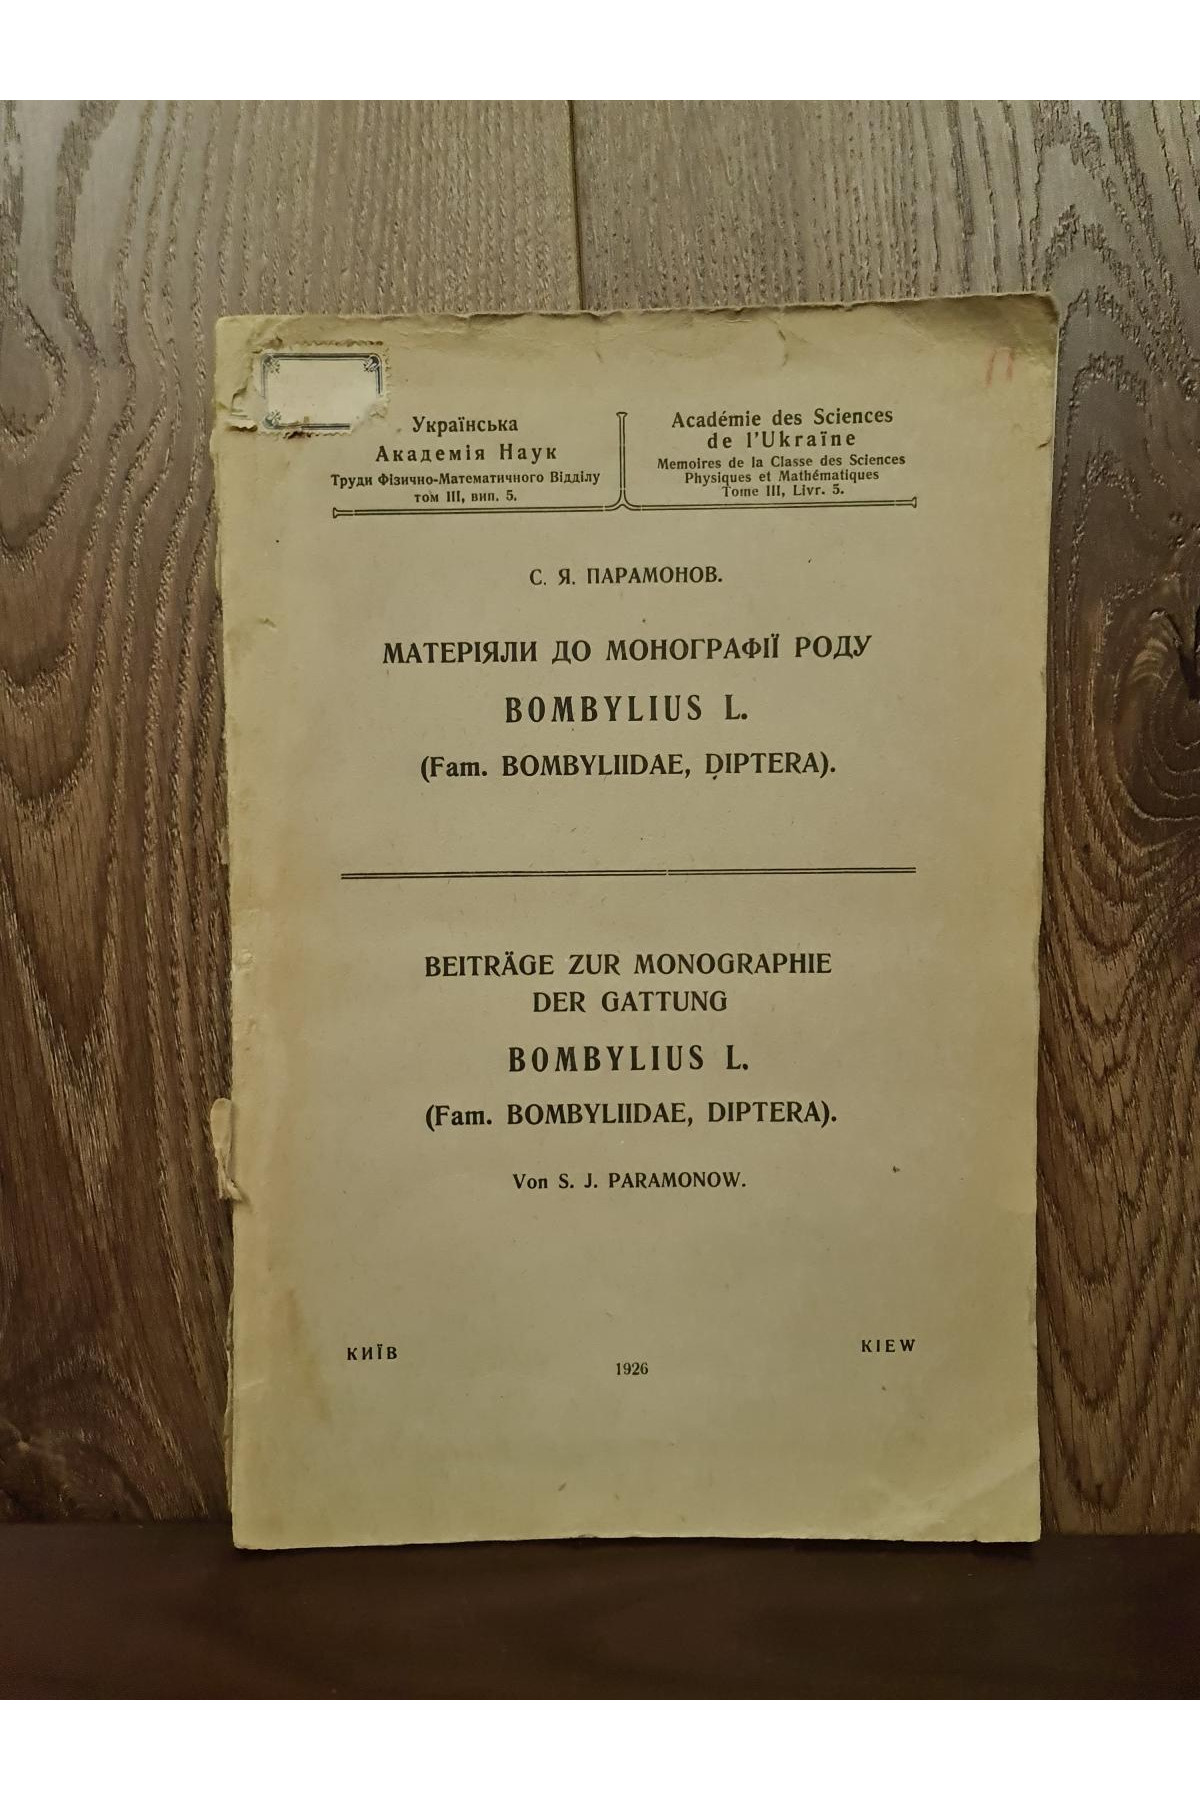 Українська
Академія Наук
Труди Фізично-Математичного Відділу
том III, вип. 5.
Académie des Sciences
de l'Ukraïne
Memoires de la Classe des Sciences
Physiques et Mathématiques
Tome III, Livr. 5.
С. Я. ПАРАМОНОВ.
МАТЕРІЯЛИ ДО МОНОГРАФІЇ РОДУ
BOMBYLIUS L.
(Fam. BOMBYLIIDAE, DIPTERA).
BEITRÄGE ZUR MONOGRAPHIE
DER GATTUNG
BOMBYLIUS L.
(Fam. BOMBYLIIDAE, DIPTERA).
Von S. J. PARAMONOW.
КИЇВ
KIEW
1926